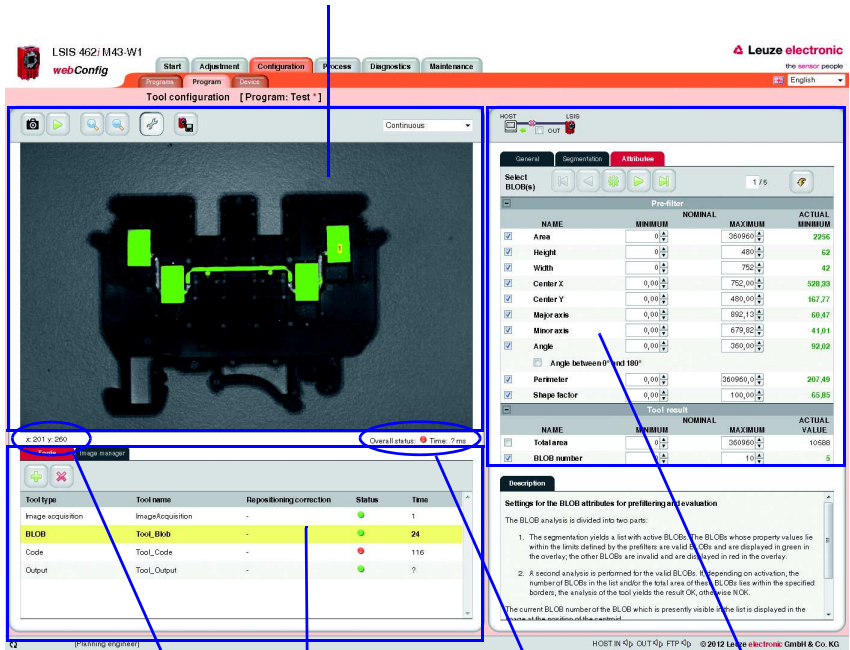 LSIS 462i M43-W1
webConfig
Leuze electronic
the sensor people
Start Adjustment Configuration Process Diagnostics Maintenance
Programs Program Device
English
Tool configuration [Program: Test *]
Continuous
HOST LSIS
OUT
General Segmentation Attributes
Select BLOB(s)
1 / 6
Pre-filter
NOMINAL ACTUAL
NAME MINIMUM MAXIMUM MINIMUM
Area 0 360960 2256
Height 0 480 62
Width 0 752 42
Center X 0,00 752,00 528,33
Center Y 0,00 480,00 167,77
Major axis 0,00 892,13 60,47
Minor axis 0,00 679,82 41,01
Angle 0,00 360,00 92,02
Angle between 0° and 180°
Perimeter 0,00 360960,0 207,49
Shape factor 0,00 100,00 65,85
Tool result
NOMINAL ACTUAL
NAME MINIMUM MAXIMUM VALUE
Total area 0 360960 10588
BLOB number 0 10 5
1
x: 201 y: 260
Overall status: Time: ? ms
Tools Image manager
Tool type Tool name Repositioning correction Status Time
Image acquisition ImageAcquisition - 1
BLOB Tool_Blob - 24
Code Tool_Code - 116
Output Tool_Output - ?
Description
Settings for the BLOB attributes for prefiltering and evaluation
The BLOB analysis is divided into two parts:
1. The segmentation yields a list with active BLOBs. The BLOBs whose property values lie
within the limits defined by the prefilters are valid BLOBs and are displayed in green in
the overlay; the other BLOBs are invalid and are displayed in red in the overlay.
2. A second analysis is performed for the valid BLOBs. If, depending on activation, the
number of BLOBs in the list and/or the total area of these BLOBs lies within the specified
borders, the analysis of the tool yields the result OK, otherwise NOK.
The current BLOB number of the BLOB which is presently visible in the list is displayed in the
image at the position of the centroid
(Planning engineer)
HOST IN OUT FTP © 2012 Leuze electronic GmbH & Co. KG